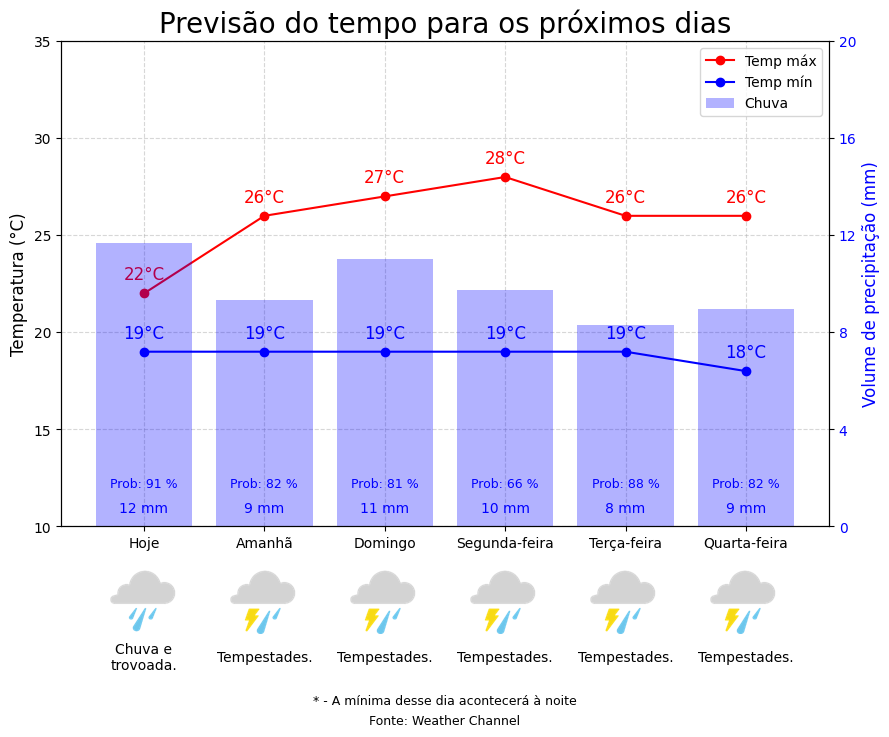 Previsão do tempo para os próximos dias
35
30
25
20
15
10
Temperatura (°C)
20
16
12
8
4
0
Volume de precipitação (mm)
Temp máx
Temp mín
Chuva
22°C
26°C
27°C
28°C
26°C
26°C
19°C
19°C
19°C
19°C
19°C
18°C
Prob: 91 %
Prob: 82 %
Prob: 81 %
Prob: 66 %
Prob: 88 %
Prob: 82 %
12 mm
9 mm
11 mm
10 mm
8 mm
9 mm
Hoje
Amanhã
Domingo
Segunda-feira
Terça-feira
Quarta-feira
Chuva e
trovoada.
Tempestades.
Tempestades.
Tempestades.
Tempestades.
Tempestades.
* - A mínima desse dia acontecerá à noite
Fonte: Weather Channel